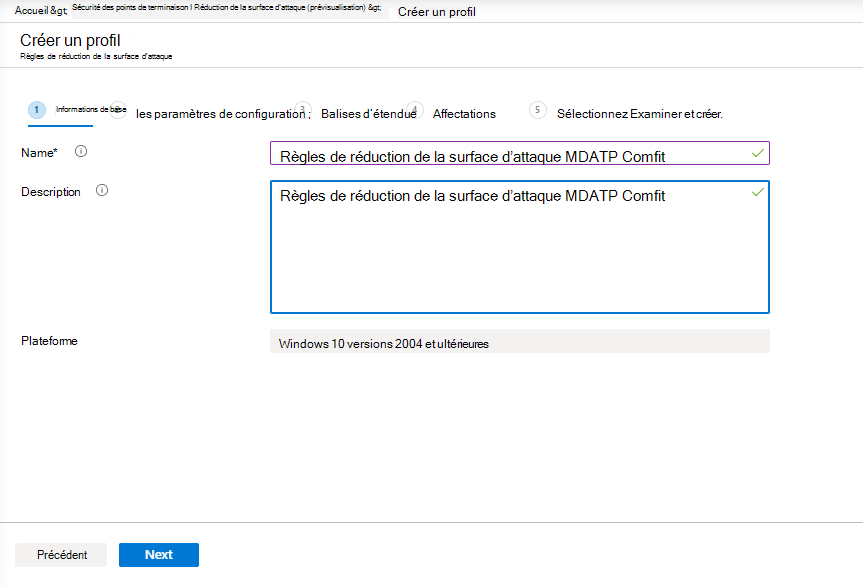 Accueil &gt; Sécurité des points de terminaison | Réduction de la surface d'attaque (prévisualisation) &gt; Créer un profil
Créer un profil
Règles de réduction de la surface d'attaque
1 Informations de base 2 les paramètres de configuration ; 3 Balises d'étendue 4 Affectations 5 Sélectionnez Examiner et créer.
Name* Règles de réduction de la surface d'attaque MDATP Comfit
Description Règles de réduction de la surface d'attaque MDATP Comfit
Plateforme Windows 10 versions 2004 et ultérieures
Précédent Next